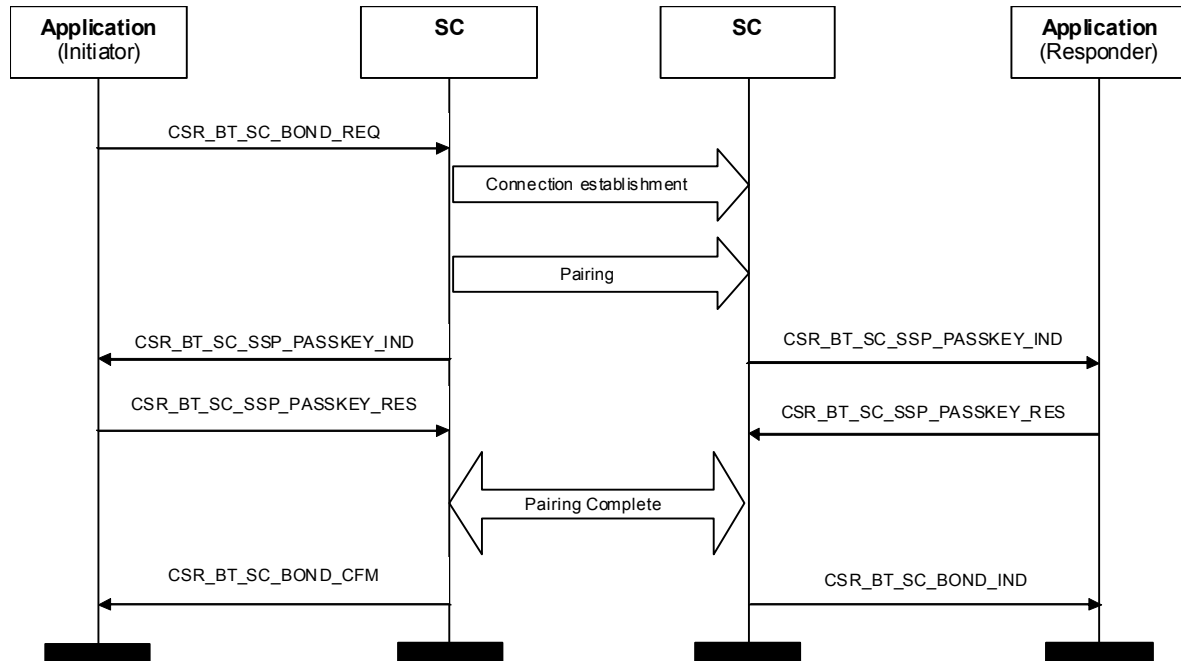 Application
(Initiator)
SC
SC
Application
(Responder)
CSR_BT_SC_BOND_REQ
Connection establishment
Pairing
CSR_BT_SC_SSP_PASSKEY_IND
CSR_BT_SC_SSP_PASSKEY_IND
CSR_BT_SC_SSP_PASSKEY_RES
CSR_BT_SC_SSP_PASSKEY_RES
Pairing Complete
CSR_BT_SC_BOND_CFM
CSR_BT_SC_BOND_IND